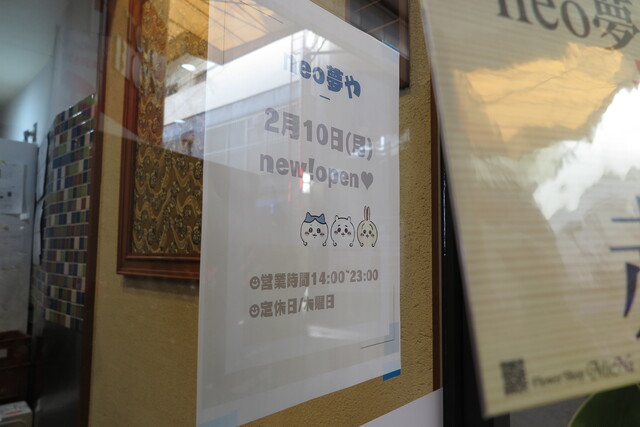 neo夢や
2月10日(月)
new!open♥
営業時間14:00~23:00
定休日/木曜日
neo夢
Flower Shop